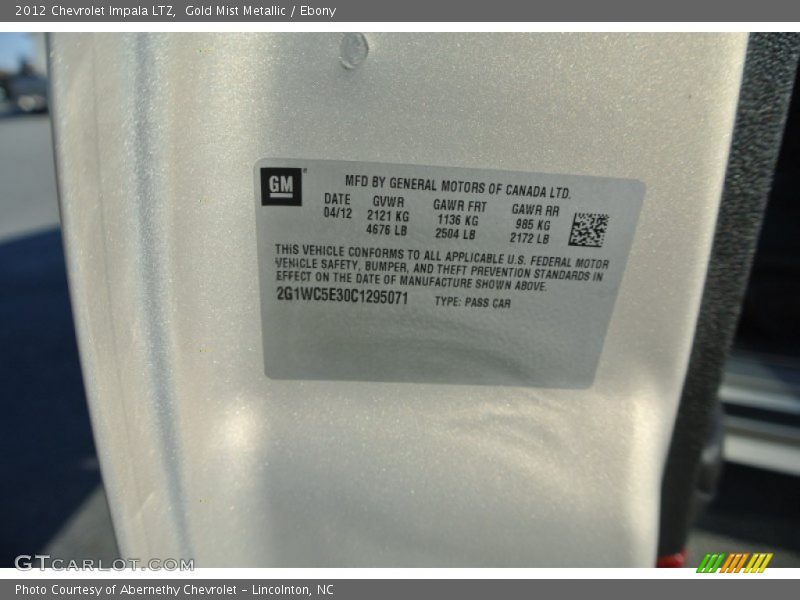 2012 Chevrolet Impala LTZ, Gold Mist Metallic / Ebony
GM
MFD BY GENERAL MOTORS OF CANADA LTD.
DATE GVWR GAWR FRT GAWR RR
04/12 2121 KG 1136 KG 985 KG
4676 LB 2504 LB 2172 LB
THIS VEHICLE CONFORMS TO ALL APPLICABLE U.S. FEDERAL MOTOR
VEHICLE SAFETY, BUMPER, AND THEFT PREVENTION STANDARDS IN
EFFECT ON THE DATE OF MANUFACTURE SHOWN ABOVE.
2G1WC5E30C1295071 TYPE: PASS CAR
GTCARLOT.COM
Photo Courtesy of Abernethy Chevrolet - Lincolnton, NC